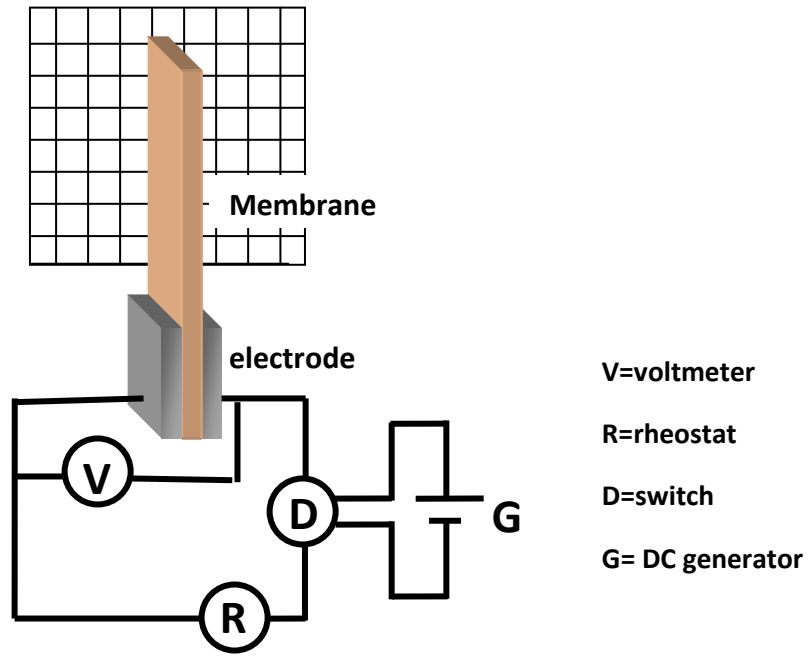 Membrane
electrode
V=voltmeter
R=rheostat
V
D=switch
D
G
G= DC generator
R